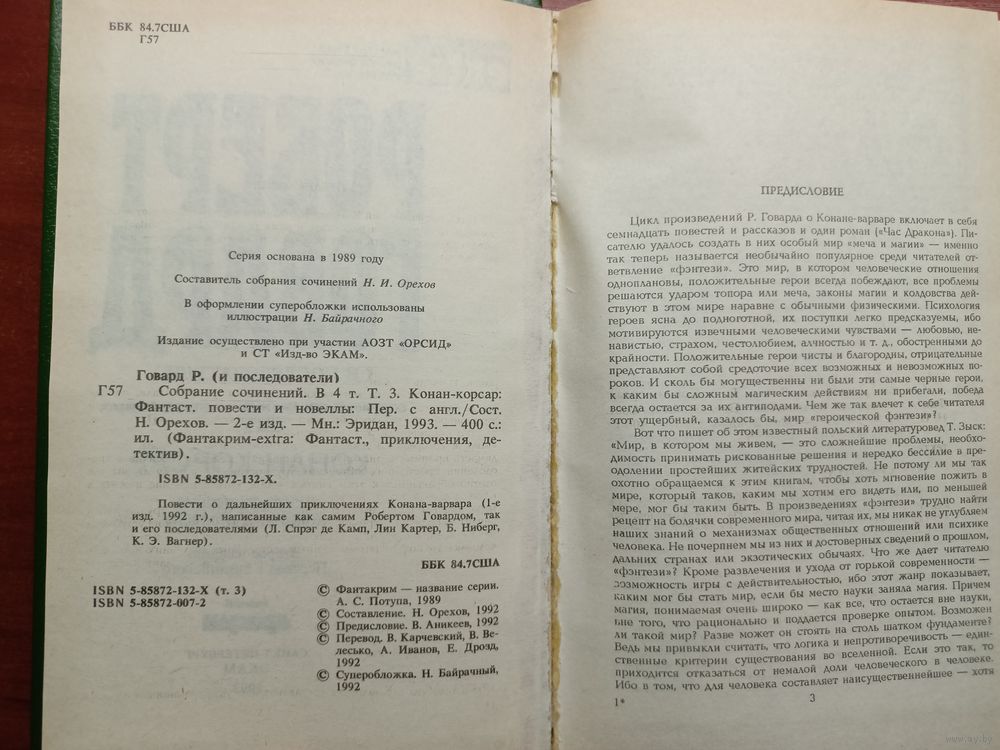 ББК 84.7США
Г57
Серия основана в 1989 году
Составитель собрания сочинений Н. И. Орехов
В оформлении суперобложки использованы
иллюстрации Н. Байрачного
Издание осуществлено при участии АОЗТ «ОРСИД»
и СТ «Изд-во ЭКАМ».
Говард Р. (и последователи)
Г57 Собрание сочинений. В 4 т. Т. 3. Конан-корсар:
Фантаст. повести и новеллы: Пер. с англ./Сост.
Н. Орехов. — 2-е изд. — Мн.: Эридан, 1993. — 400 с.:
ил. (Фантакрим-extra: Фантаст., приключения, де-
тектив).
ISBN 5-85872-132-X.
Повести о дальнейших приключениях Конана-варвара (1-е
изд. 1992 г.), написанные как самим Робертом Говардом, так
и его последователями (Л. Спрэг де Камп, Лин Картер, Б. Ниберг,
К. Э. Вагнер).
ББК 84.7США
ISBN 5-85872-132-X (т. 3)
ISBN 5-85872-007-2
© Фантакрим — название серии.
А. С. Потупа, 1989
© Составление. Н. Орехов, 1992
© Предисловие. В. Аникеев, 1992
© Перевод. В. Карчевский, В. Ве-
лесько, А. Иванов, Е. Дрозд,
1992
© Суперобложка. Н. Байрачный,
1992
ПРЕДИСЛОВИЕ
Цикл произведений Р. Говарда о Конане-варваре включает в себя
семнадцать повестей и рассказов и один роман («Час Дракона»). Пи-
сателю удалось создать в них особый мир «меча и магии» — именно
так теперь называется необычайно популярное среди читателей от-
ветвление «фэнтези». Это мир, в котором человеческие отношения
одноплановы, положительные герои всегда побеждают, все проблемы
решаются ударом топора или меча, законы магии и колдовства дей-
ствуют в этом мире наравне с обычными физическими. Психология
героев ясна до подноготной, их поступки легко предсказуемы, ибо
мотивируются извечными человеческими чувствами — любовью, не-
навистью, страхом, честолюбием, алчностью и т. д., обостренными до
крайности. Положительные герои чисты и благородны, отрицательные
представляют собой средоточие всех возможных и невозможных по-
роков. И сколь бы могущественны ни были эти самые черные герои,
к каким бы сложным магическим действиям ни прибегали, победа
всегда остается за их антиподами. Чем же так влечет к себе читателя
этот ущербный, казалось бы, мир «героической фэнтези»?
Вот что пишет об этом известный польский литературовед Т. Зыск:
«Мир, в котором мы живем, — это сложнейшие проблемы, необхо-
димость принимать рискованные решения и нередко бессилие в пре-
одолении простейших житейских трудностей. Не потому ли мы так
охотно обращаемся к этим книгам, чтобы хоть мгновение пожить в
мире, который таков, каким мы хотим его видеть или, по меньшей
мере, мог бы таким быть. В произведениях «фэнтези» трудно найти
рецепт на болячки современного мира, читая их, мы никак не углубляем
наших знаний о механизмах общественных отношений или психике
человека. Не почерпнем мы из них и достоверных сведений о прошлом,
дальних странах или экзотических обычаях. Что же дает читателю
«фэнтези»? Кроме развлечения и ухода от горькой современности —
возможность игры с действительностью, ибо этот жанр показывает,
каким мог бы стать мир, если бы место науки заняла магия. Причем
магия, понимаемая очень широко — как все, что остается вне науки,
вне того, что рационально и поддается проверке опытом. Возможен
ли такой мир? Разве может он стоять на столь шатком фундаменте?
Ведь мы привыкли считать, что логика и непротиворечивость — един-
ственные критерии существования во вселенной. Если это так, то
приходится отказаться от немалой доли человеческого в человеке.
Ибо в том, что для человека составляет наисущественнейшее — хотя
1* 3
www.ay.by